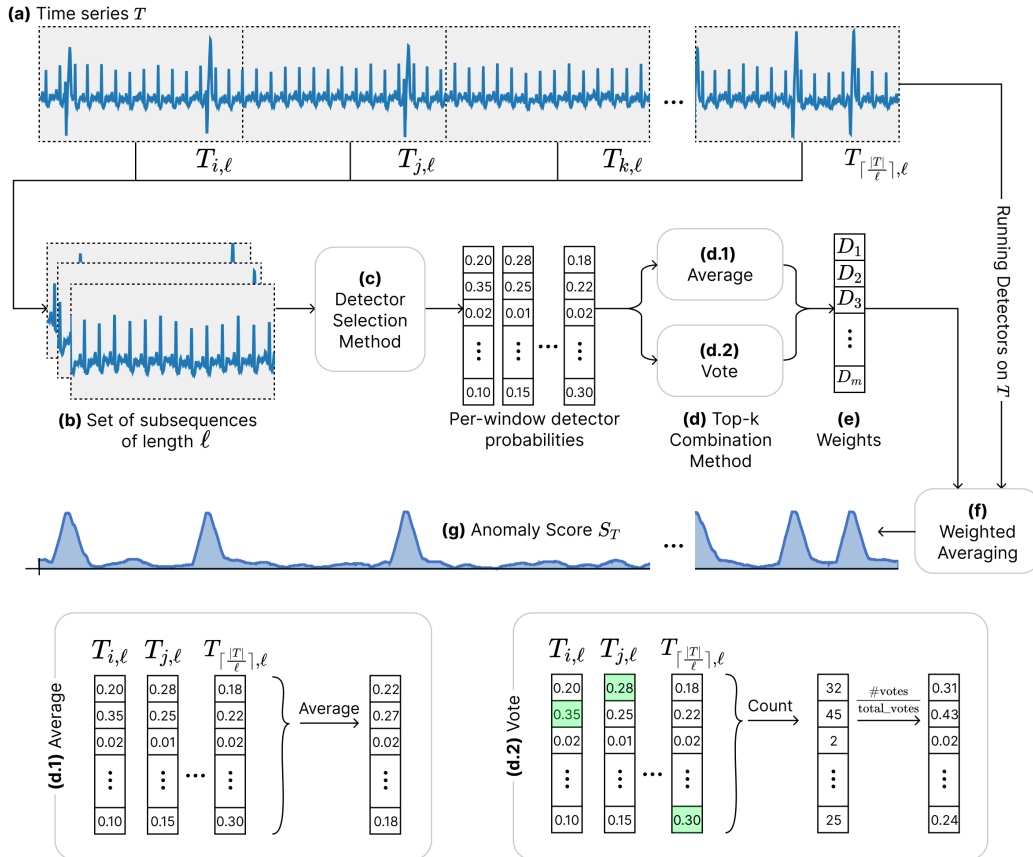 (a) Time series T
...
T_{i,ℓ} T_{j,ℓ} T_{k,ℓ} T_{⌈|T|/ℓ⌉,ℓ}
Running Detectors on T
(b) Set of subsequences
of length ℓ
(c)
Detector
Selection
Method
0.20 0.28 0.18
0.35 0.25 0.22
0.02 0.01 0.02
⋮ ⋮ ... ⋮
0.10 0.15 0.30
Per-window detector
probabilities
(d.1)
Average
(d.2)
Vote
(d) Top-k
Combination
Method
D_1
D_2
D_3
⋮
D_m
(e)
Weights
(f)
Weighted
Averaging
(g) Anomaly Score S_T
...
(d.1) Average
T_{i,ℓ} T_{j,ℓ} T_{⌈|T|/ℓ⌉,ℓ}
0.20 0.28 0.18
0.35 0.25 0.22
0.02 0.01 0.02
⋮ ⋮ ... ⋮
0.10 0.15 0.30
Average
0.22
0.27
0.02
⋮
0.18
(d.2) Vote
T_{i,ℓ} T_{j,ℓ} T_{⌈|T|/ℓ⌉,ℓ}
0.20 0.28 0.18
0.35 0.25 0.22
0.02 0.01 0.02
⋮ ⋮ ... ⋮
0.10 0.15 0.30
Count
32
45
2
⋮
25
#votes
total_votes
0.31
0.43
0.02
⋮
0.24